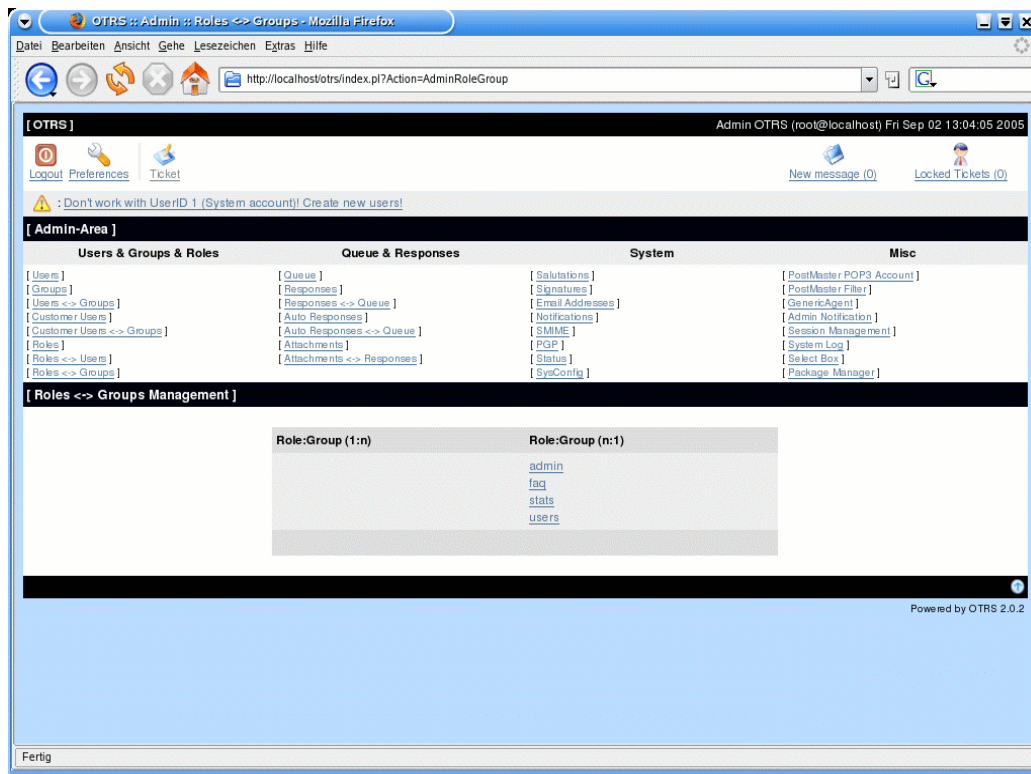 OTRS :: Admin :: Roles <-> Groups - Mozilla Firefox
Datei Bearbeiten Ansicht Gehe Lesezeichen Extras Hilfe
http://localhost/otrs/index.pl?Action=AdminRoleGroup
G
[ OTRS ] Admin OTRS (root@localhost) Fri Sep 02 13:04:05 2005
Logout Preferences Ticket New message (0) Locked Tickets (0)
: Don't work with UserID 1 (System account)! Create new users!
[ Admin-Area ]
Users & Groups & Roles Queue & Responses System Misc
[ Users ] [ Queue ] [ Salutations ] [ PostMaster POP3 Account ]
[ Groups ] [ Responses ] [ Signatures ] [ PostMaster Filter ]
[ Users <-> Groups ] [ Responses <-> Queue ] [ Email Addresses ] [ GenericAgent ]
[ Customer Users ] [ Auto Responses ] [ Notifications ] [ Admin Notification ]
[ Customer Users <-> Groups ] [ Auto Responses <-> Queue ] [ SMIME ] [ Session Management ]
[ Roles ] [ Attachments ] [ PGP ] [ System Log ]
[ Roles <-> Users ] [ Attachments <-> Responses ] [ Status ] [ Select Box ]
[ Roles <-> Groups ] [ SysConfig ] [ Package Manager ]
[ Roles <-> Groups Management ]
Role:Group (1:n) Role:Group (n:1)
admin
faq
stats
users
Powered by OTRS 2.0.2
Fertig